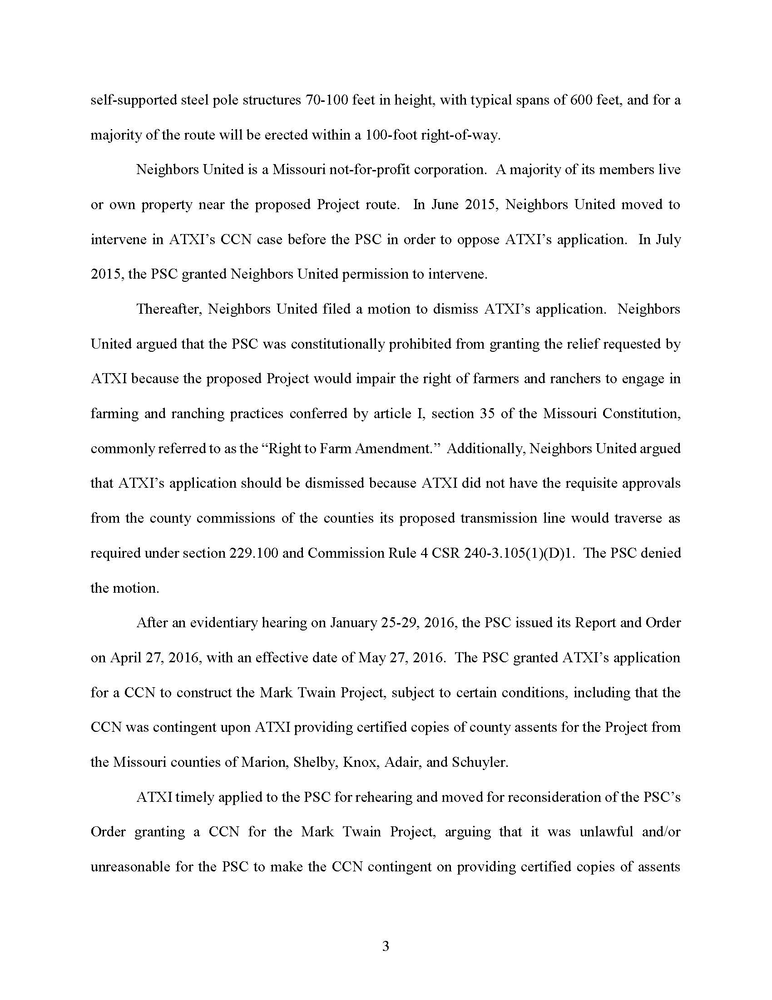 self-supported steel pole structures 70-100 feet in height, with typical spans of 600 feet, and for a
majority of the route will be erected within a 100-foot right-of-way.
Neighbors United is a Missouri not-for-profit corporation. A majority of its members live
or own property near the proposed Project route. In June 2015, Neighbors United moved to
intervene in ATXI’s CCN case before the PSC in order to oppose ATXI’s application. In July
2015, the PSC granted Neighbors United permission to intervene.
Thereafter, Neighbors United filed a motion to dismiss ATXI’s application. Neighbors
United argued that the PSC was constitutionally prohibited from granting the relief requested by
ATXI because the proposed Project would impair the right of farmers and ranchers to engage in
farming and ranching practices conferred by article I, section 35 of the Missouri Constitution,
commonly referred to as the “Right to Farm Amendment.” Additionally, Neighbors United argued
that ATXI’s application should be dismissed because ATXI did not have the requisite approvals
from the county commissions of the counties its proposed transmission line would traverse as
required under section 229.100 and Commission Rule 4 CSR 240-3.105(1)(D)1. The PSC denied
the motion.
After an evidentiary hearing on January 25-29, 2016, the PSC issued its Report and Order
on April 27, 2016, with an effective date of May 27, 2016. The PSC granted ATXI’s application
for a CCN to construct the Mark Twain Project, subject to certain conditions, including that the
CCN was contingent upon ATXI providing certified copies of county assents for the Project from
the Missouri counties of Marion, Shelby, Knox, Adair, and Schuyler.
ATXI timely applied to the PSC for rehearing and moved for reconsideration of the PSC’s
Order granting a CCN for the Mark Twain Project, arguing that it was unlawful and/or
unreasonable for the PSC to make the CCN contingent on providing certified copies of assents
3